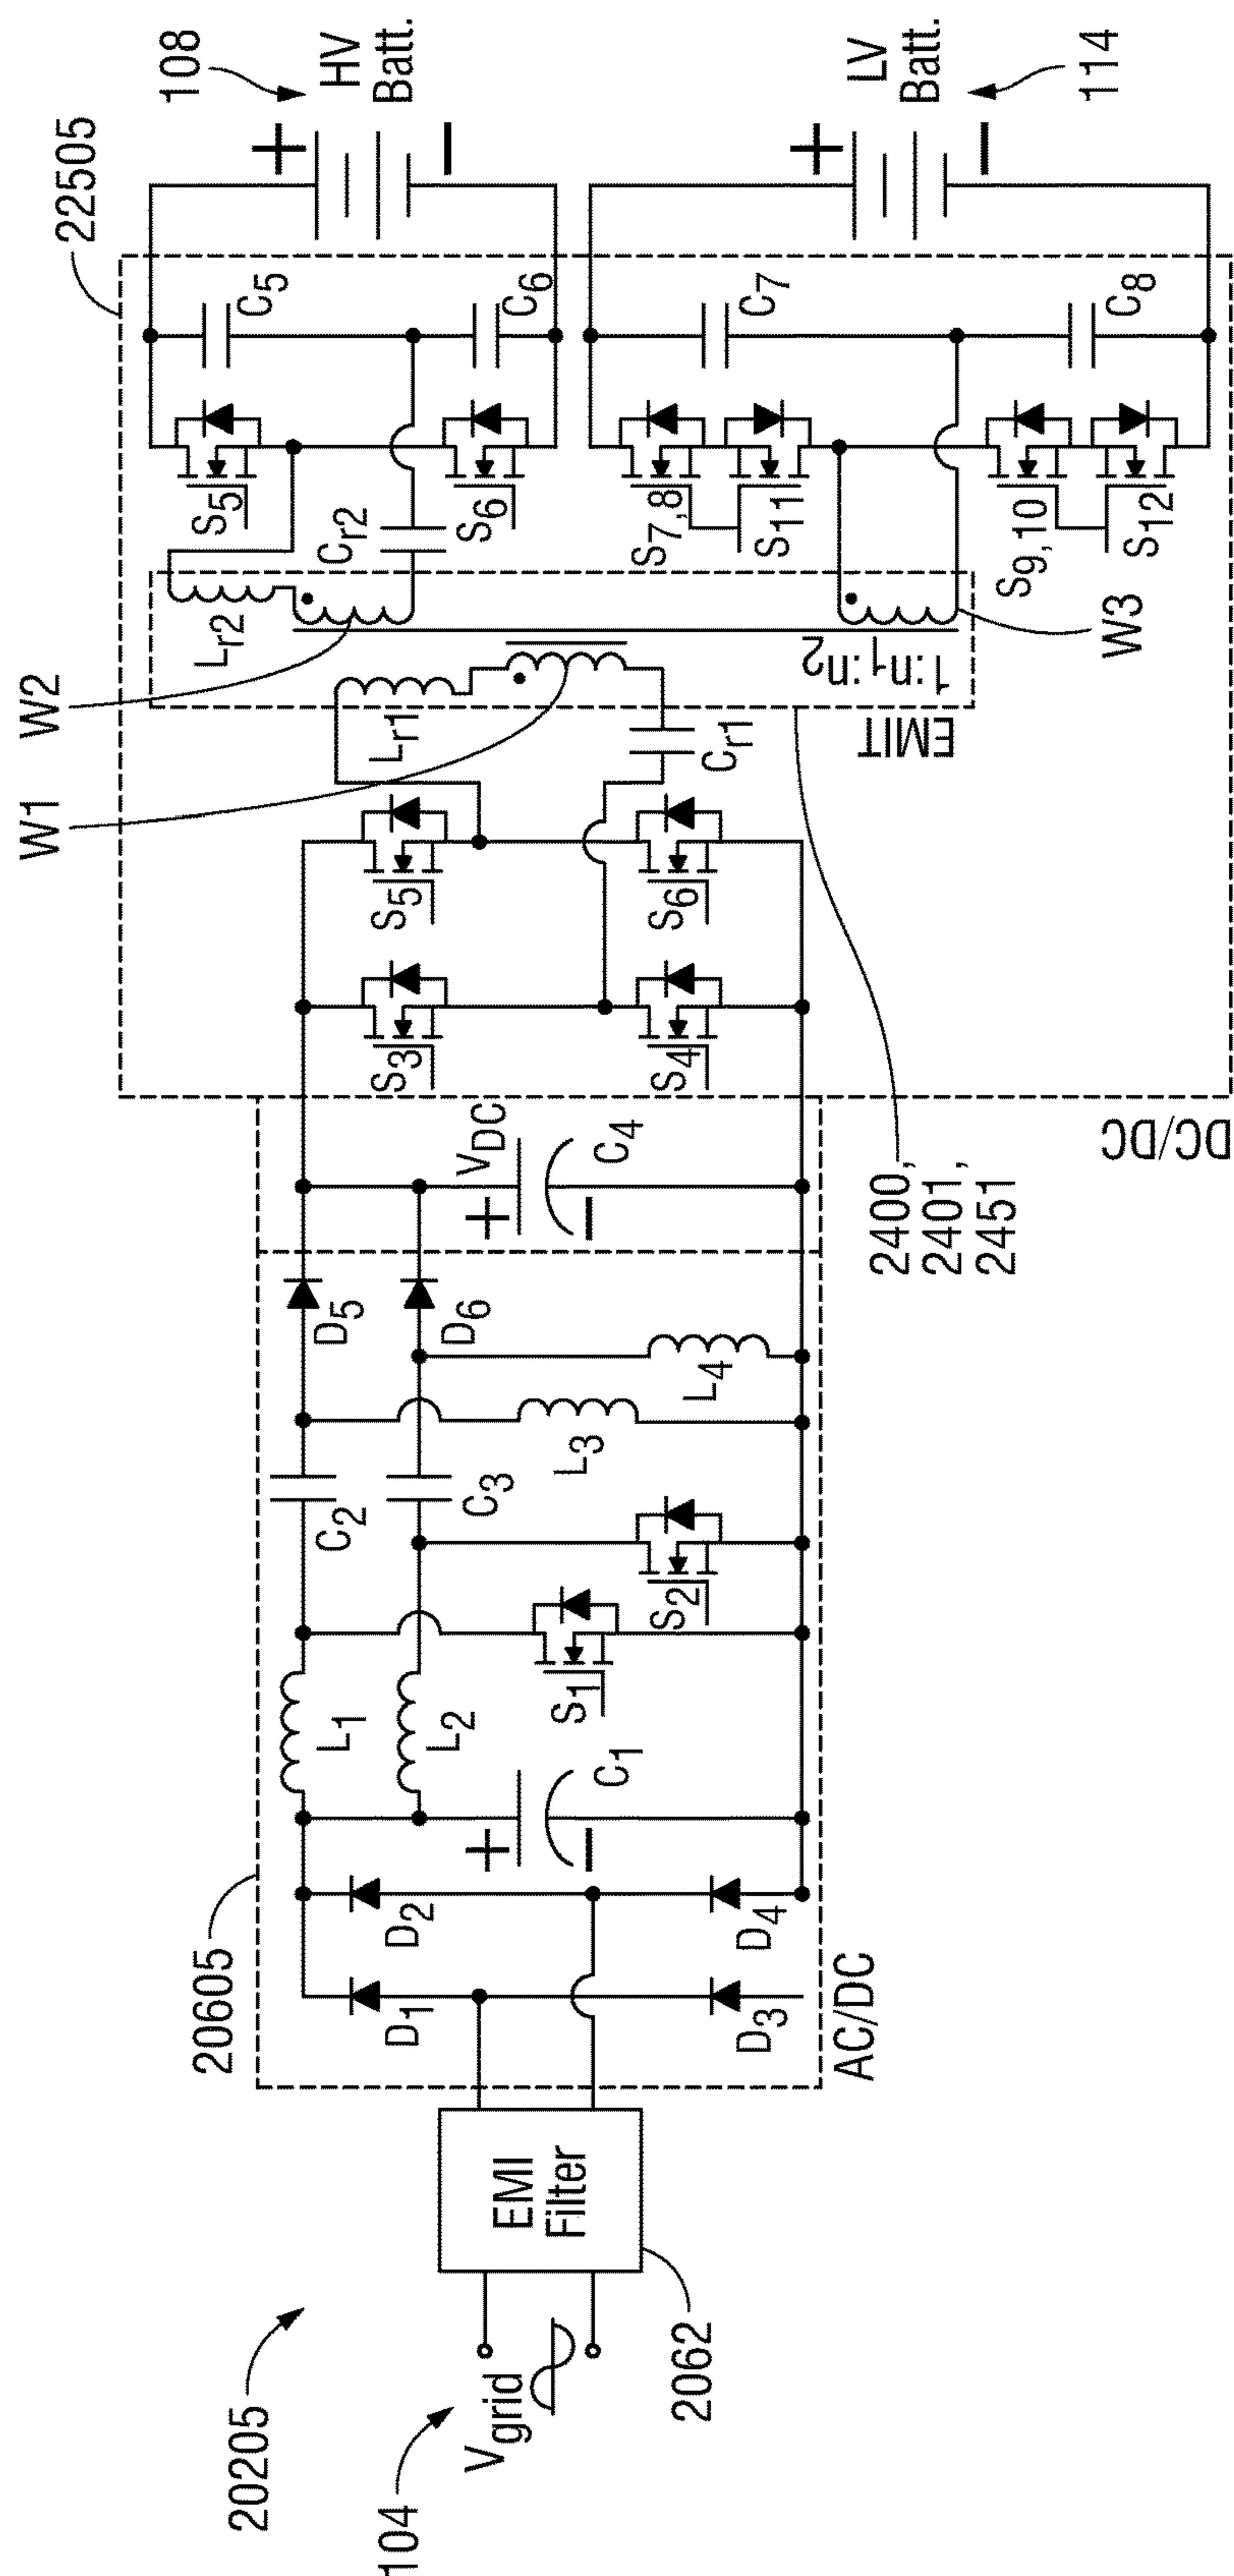 20205
104
Vgrid
2062
EMI
Filter
20605
AC/DC
D1
D2
D3
D4
C1
L1
L2
S1
S2
C2
C3
L3
L4
D5
D6
VDC
C4
+
−
+
−
DC/DC
22505
S3
S4
S5
S6
W1
W2
W3
Lr1
Cr1
Lr2
Cr2
EMIT
1:n1:n2
2400,
2401,
2451
S5
S6
C5
C6
S7,8
S11
S9,10
S12
C7
C8
108
HV
Batt.
+
−
LV
Batt.
+
−
114